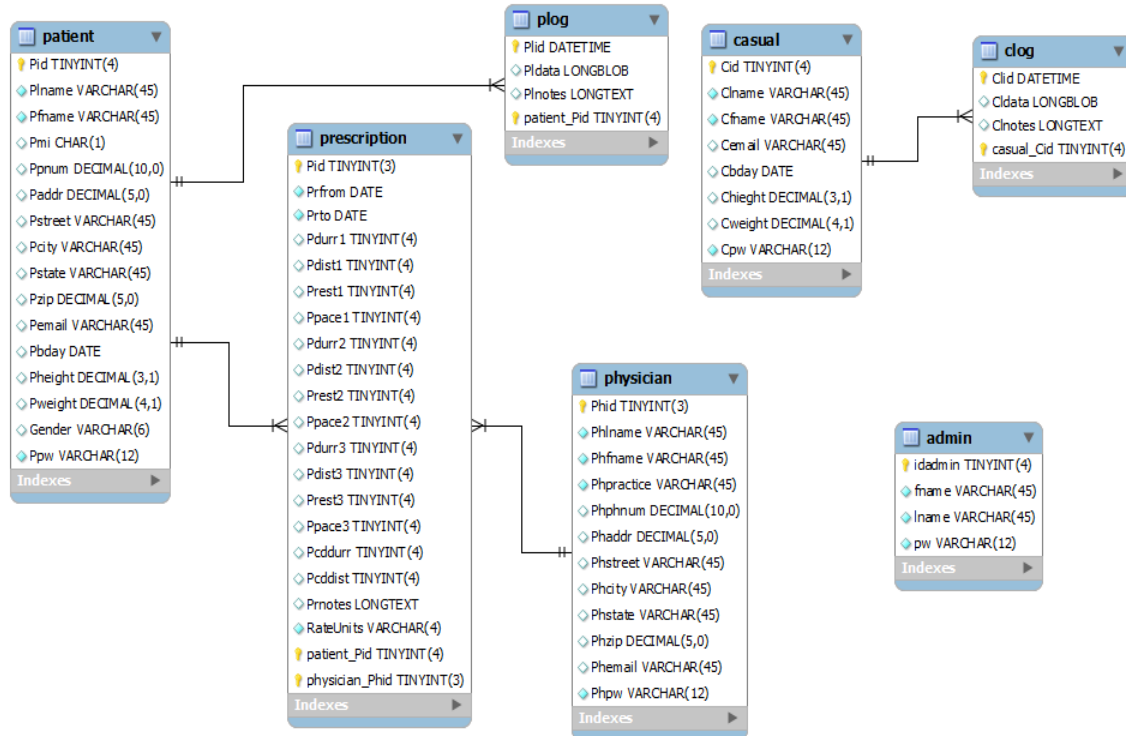 patient
Pid TINYINT(4)
Plname VARCHAR(45)
Pfname VARCHAR(45)
Pmi CHAR(1)
Ppnum DECIMAL(10,0)
Paddr DECIMAL(5,0)
Pstreet VARCHAR(45)
Pcity VARCHAR(45)
Pstate VARCHAR(45)
Pzip DECIMAL(5,0)
Pemail VARCHAR(45)
Pbday DATE
Pheight DECIMAL(3,1)
Pweight DECIMAL(4,1)
Gender VARCHAR(6)
Ppw VARCHAR(12)
Indexes
prescription
Pid TINYINT(3)
Prfrom DATE
Prto DATE
Pdurr1 TINYINT(4)
Pdist1 TINYINT(4)
Prest1 TINYINT(4)
Ppace1 TINYINT(4)
Pdurr2 TINYINT(4)
Pdist2 TINYINT(4)
Prest2 TINYINT(4)
Ppace2 TINYINT(4)
Pdurr3 TINYINT(4)
Pdist3 TINYINT(4)
Prest3 TINYINT(4)
Ppace3 TINYINT(4)
Pcddurr TINYINT(4)
Pcddist TINYINT(4)
Prnotes LONGTEXT
RateUnits VARCHAR(4)
patient_Pid TINYINT(4)
physician_Phid TINYINT(3)
Indexes
plog
Plid DATETIME
Pldata LONGBLOB
Plnotes LONGTEXT
patient_Pid TINYINT(4)
Indexes
physician
Phid TINYINT(3)
Phlname VARCHAR(45)
Phfname VARCHAR(45)
Phpractice VARCHAR(45)
Phphnum DECIMAL(10,0)
Phaddr DECIMAL(5,0)
Phstreet VARCHAR(45)
Phcity VARCHAR(45)
Phstate VARCHAR(45)
Phzip DECIMAL(5,0)
Phemail VARCHAR(45)
Phpw VARCHAR(12)
Indexes
casual
Cid TINYINT(4)
Clname VARCHAR(45)
Cfname VARCHAR(45)
Cemail VARCHAR(45)
Cbday DATE
Chieght DECIMAL(3,1)
Cweight DECIMAL(4,1)
Cpw VARCHAR(12)
Indexes
clog
Clid DATETIME
Cldata LONGBLOB
Clnotes LONGTEXT
casual_Cid TINYINT(4)
Indexes
admin
idadmin TINYINT(4)
fname VARCHAR(45)
lname VARCHAR(45)
pw VARCHAR(12)
Indexes